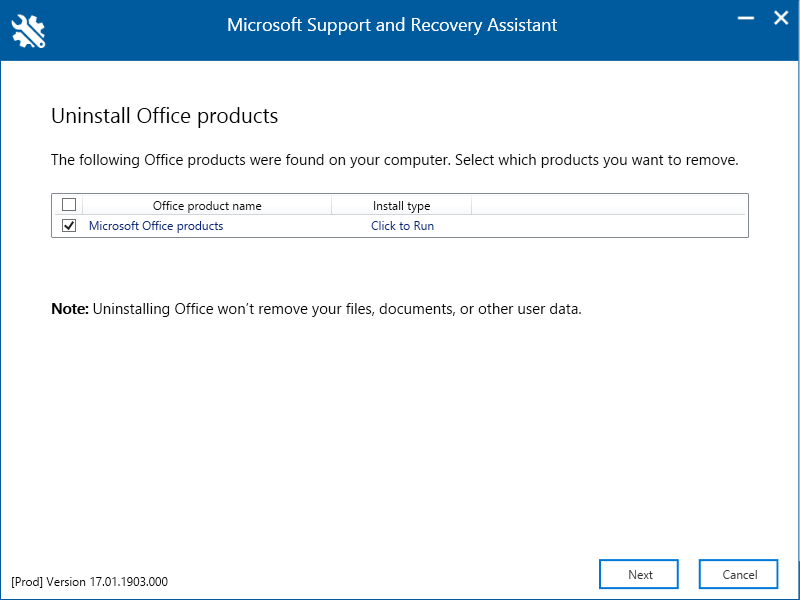 Microsoft Support and Recovery Assistant
Uninstall Office products
The following Office products were found on your computer. Select which products you want to remove.
Office product name Install type
Microsoft Office products Click to Run
Note: Uninstalling Office won’t remove your files, documents, or other user data.
Next Cancel
[Prod] Version 17.01.1903.000